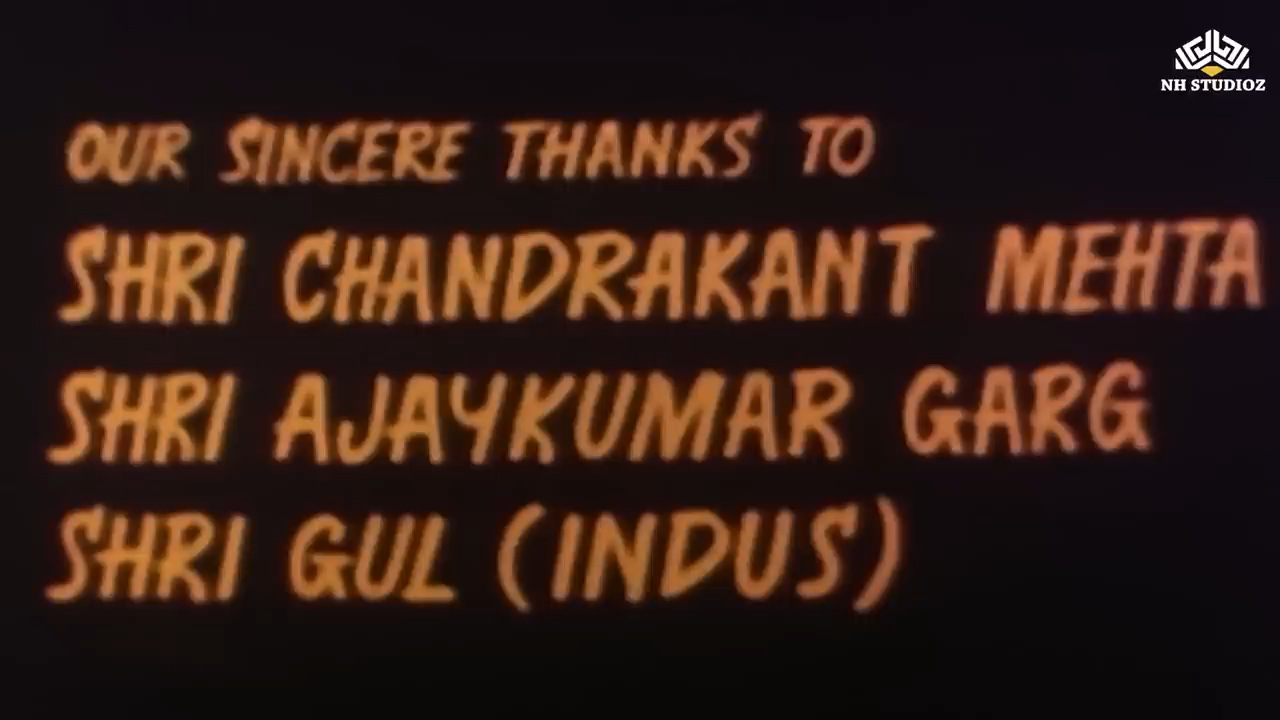 NH STUDIOZ
OUR SINCERE THANKS TO
SHRI CHANDRAKANT MEHTA
SHRI AJAYKUMAR GARG
SHRI GUL (INDUS)